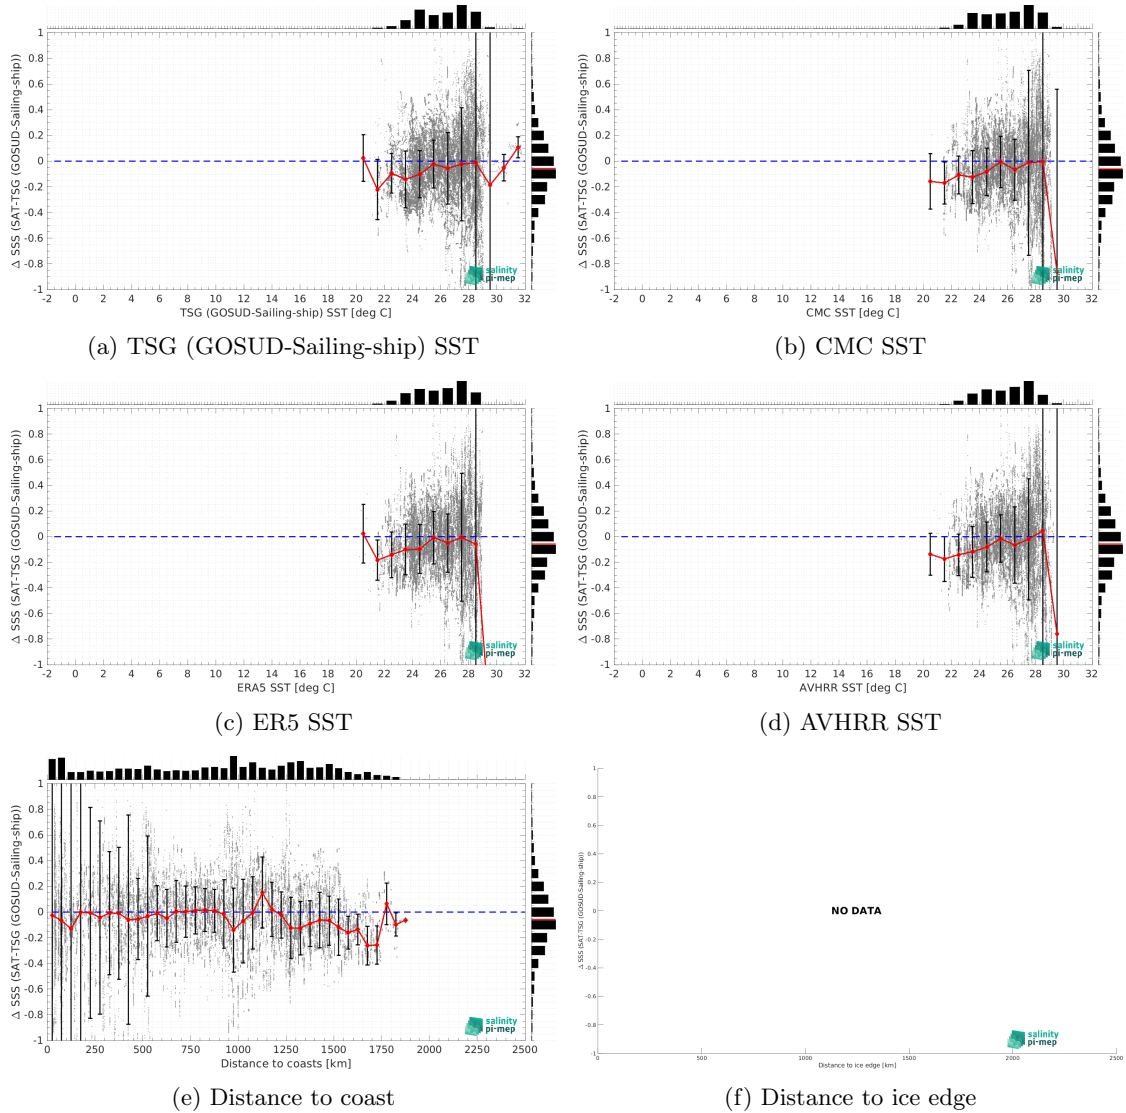 Δ SSS (SAT-TSG (GOSUD-Sailing-ship))
1
0.8
0.6
0.4
0.2
0
-0.2
-0.4
-0.6
-0.8
-1
salinity
pi-mep
-2 0 2 4 6 8 10 12 14 16 18 20 22 24 26 28 30 32
TSG (GOSUD-Sailing-ship) SST [deg C]
(a) TSG (GOSUD-Sailing-ship) SST
Δ SSS (SAT-TSG (GOSUD-Sailing-ship))
1
0.8
0.6
0.4
0.2
0
-0.2
-0.4
-0.6
-0.8
-1
salinity
pi-mep
-2 0 2 4 6 8 10 12 14 16 18 20 22 24 26 28 30 32
CMC SST [deg C]
(b) CMC SST
Δ SSS (SAT-TSG (GOSUD-Sailing-ship))
1
0.8
0.6
0.4
0.2
0
-0.2
-0.4
-0.6
-0.8
-1
salinity
pi-mep
-2 0 2 4 6 8 10 12 14 16 18 20 22 24 26 28 30 32
ERA5 SST [deg C]
(c) ER5 SST
Δ SSS (SAT-TSG (GOSUD-Sailing-ship))
1
0.8
0.6
0.4
0.2
0
-0.2
-0.4
-0.6
-0.8
-1
salinity
pi-mep
-2 0 2 4 6 8 10 12 14 16 18 20 22 24 26 28 30 32
AVHRR SST [deg C]
(d) AVHRR SST
Δ SSS (SAT-TSG (GOSUD-Sailing-ship))
1
0.8
0.6
0.4
0.2
0
-0.2
-0.4
-0.6
-0.8
-1
salinity
pi-mep
0 250 500 750 1000 1250 1500 1750 2000 2250 2500
Distance to coasts [km]
(e) Distance to coast
Δ SSS (SAT-TSG (GOSUD-Sailing-ship))
1
0.8
0.6
0.4
0.2
0
-0.2
-0.4
-0.6
-0.8
-1
NO DATA
salinity
pi-mep
0 500 1000 1500 2000 2500
Distance to ice edge [km]
(f) Distance to ice edge